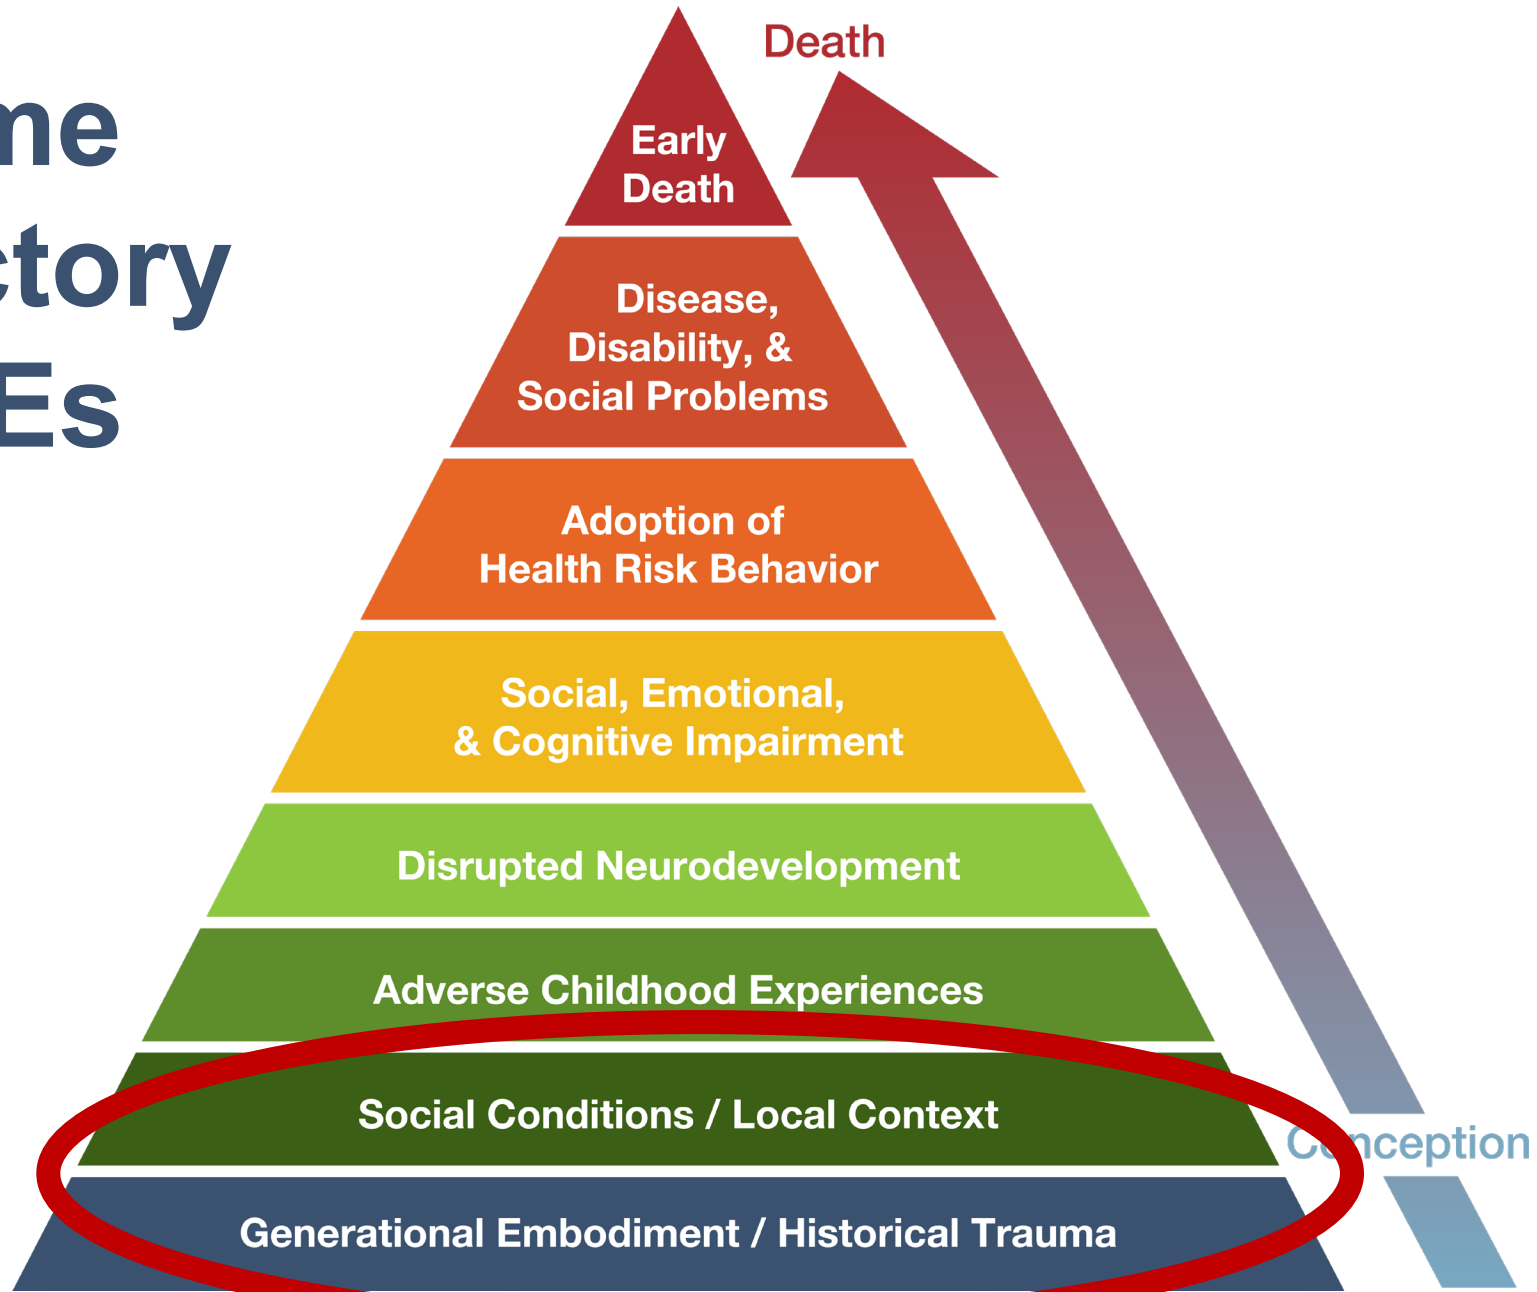 me
ctory
Es
Death
Early
Death
Disease,
Disability, &
Social Problems
Adoption of
Health Risk Behavior
Social, Emotional,
& Cognitive Impairment
Disrupted Neurodevelopment
Adverse Childhood Experiences
Social Conditions / Local Context
Conception
Generational Embodiment / Historical Trauma